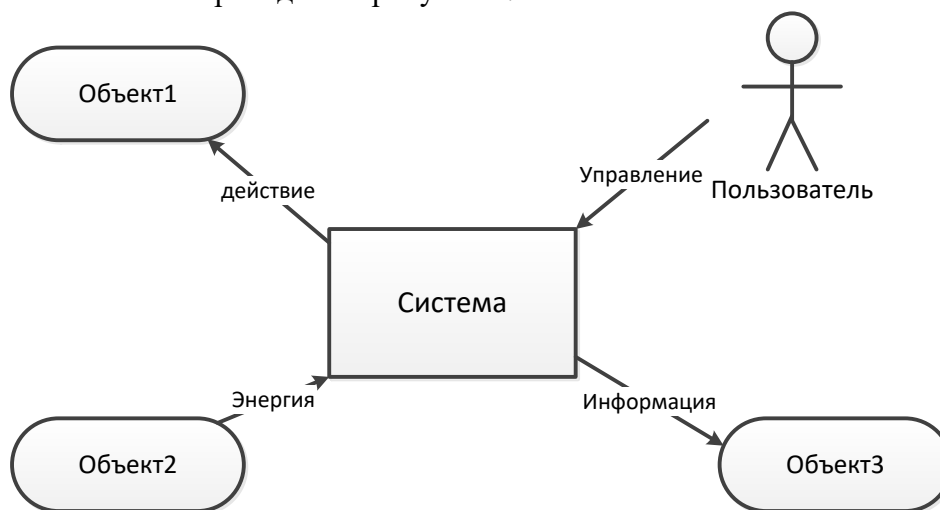 Объект1
действие
Управление
Пользователь
Система
Энергия
Информация
Объект2
Объект3